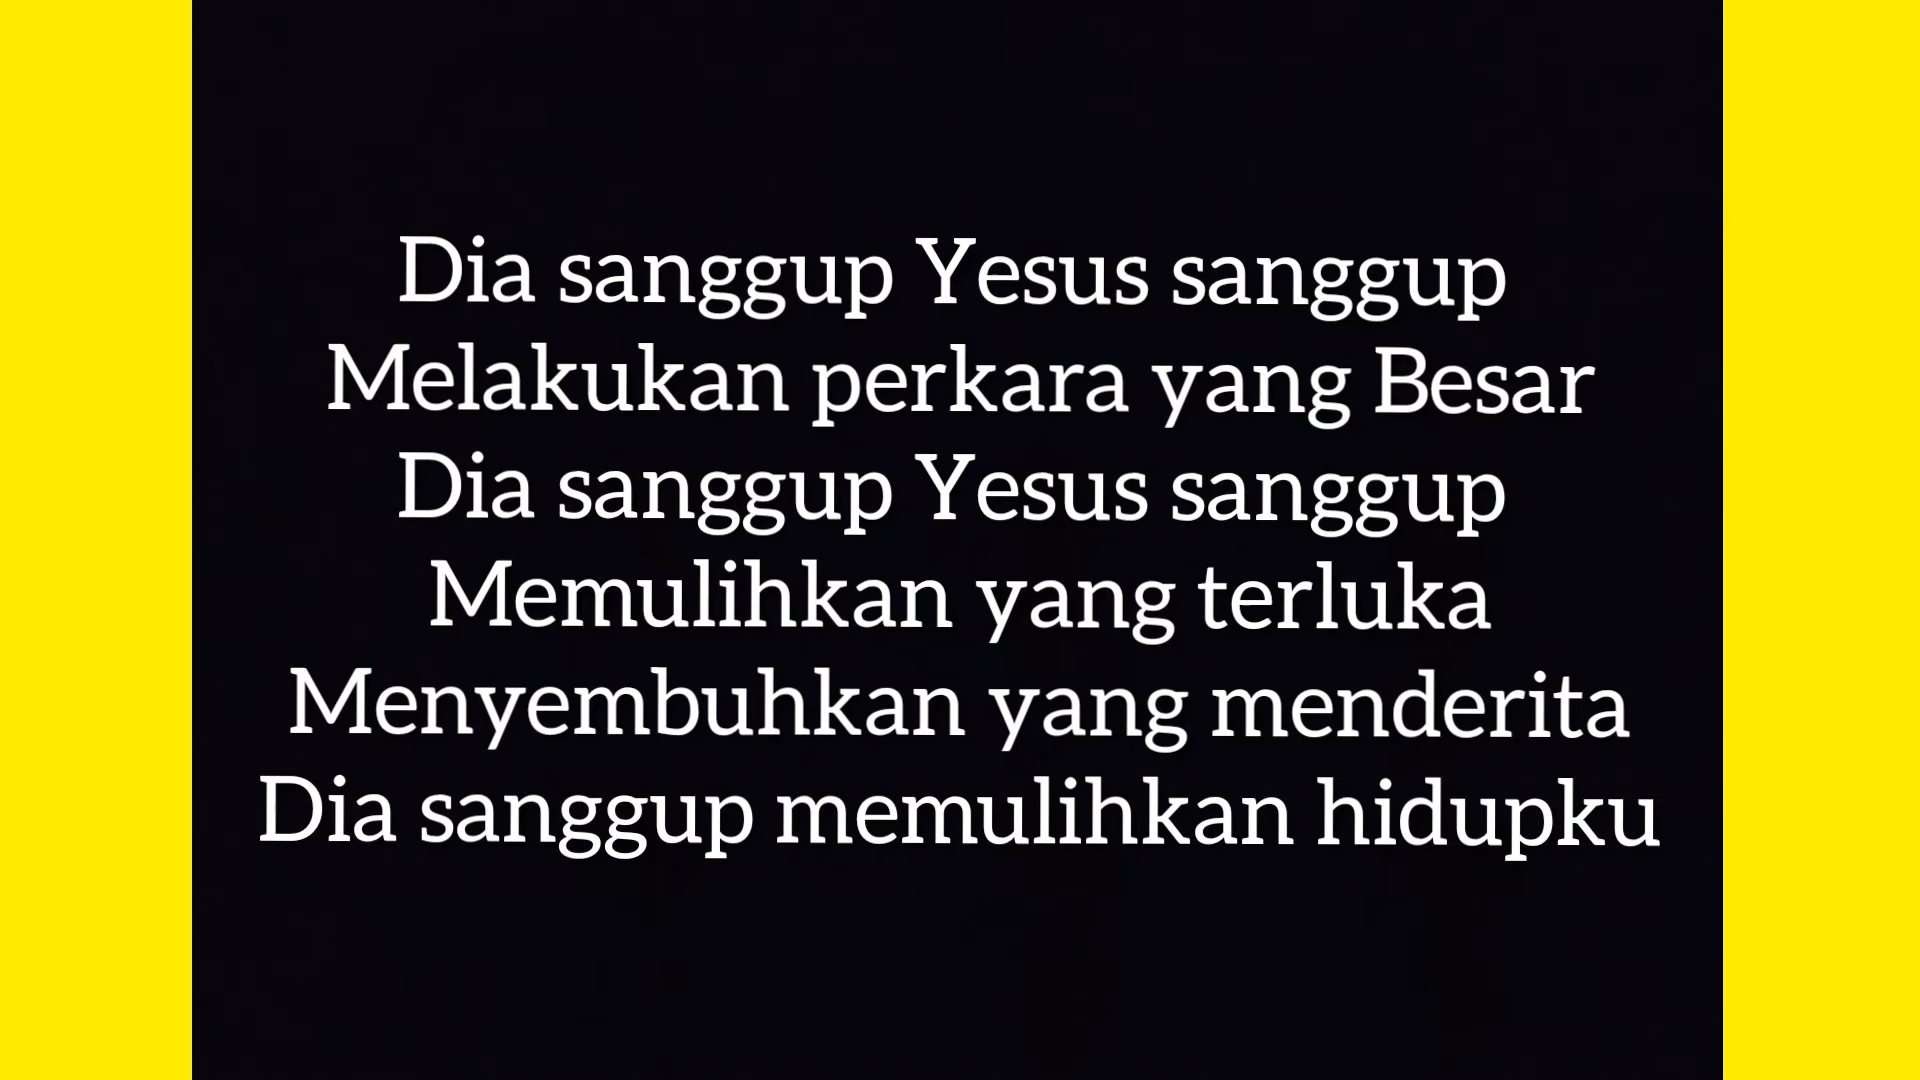 Dia sanggup Yesus sanggup
Melakukan perkara yang Besar
Dia sanggup Yesus sanggup
Memulihkan yang terluka
Menyembuhkan yang menderita
Dia sanggup memulihkan hidupku